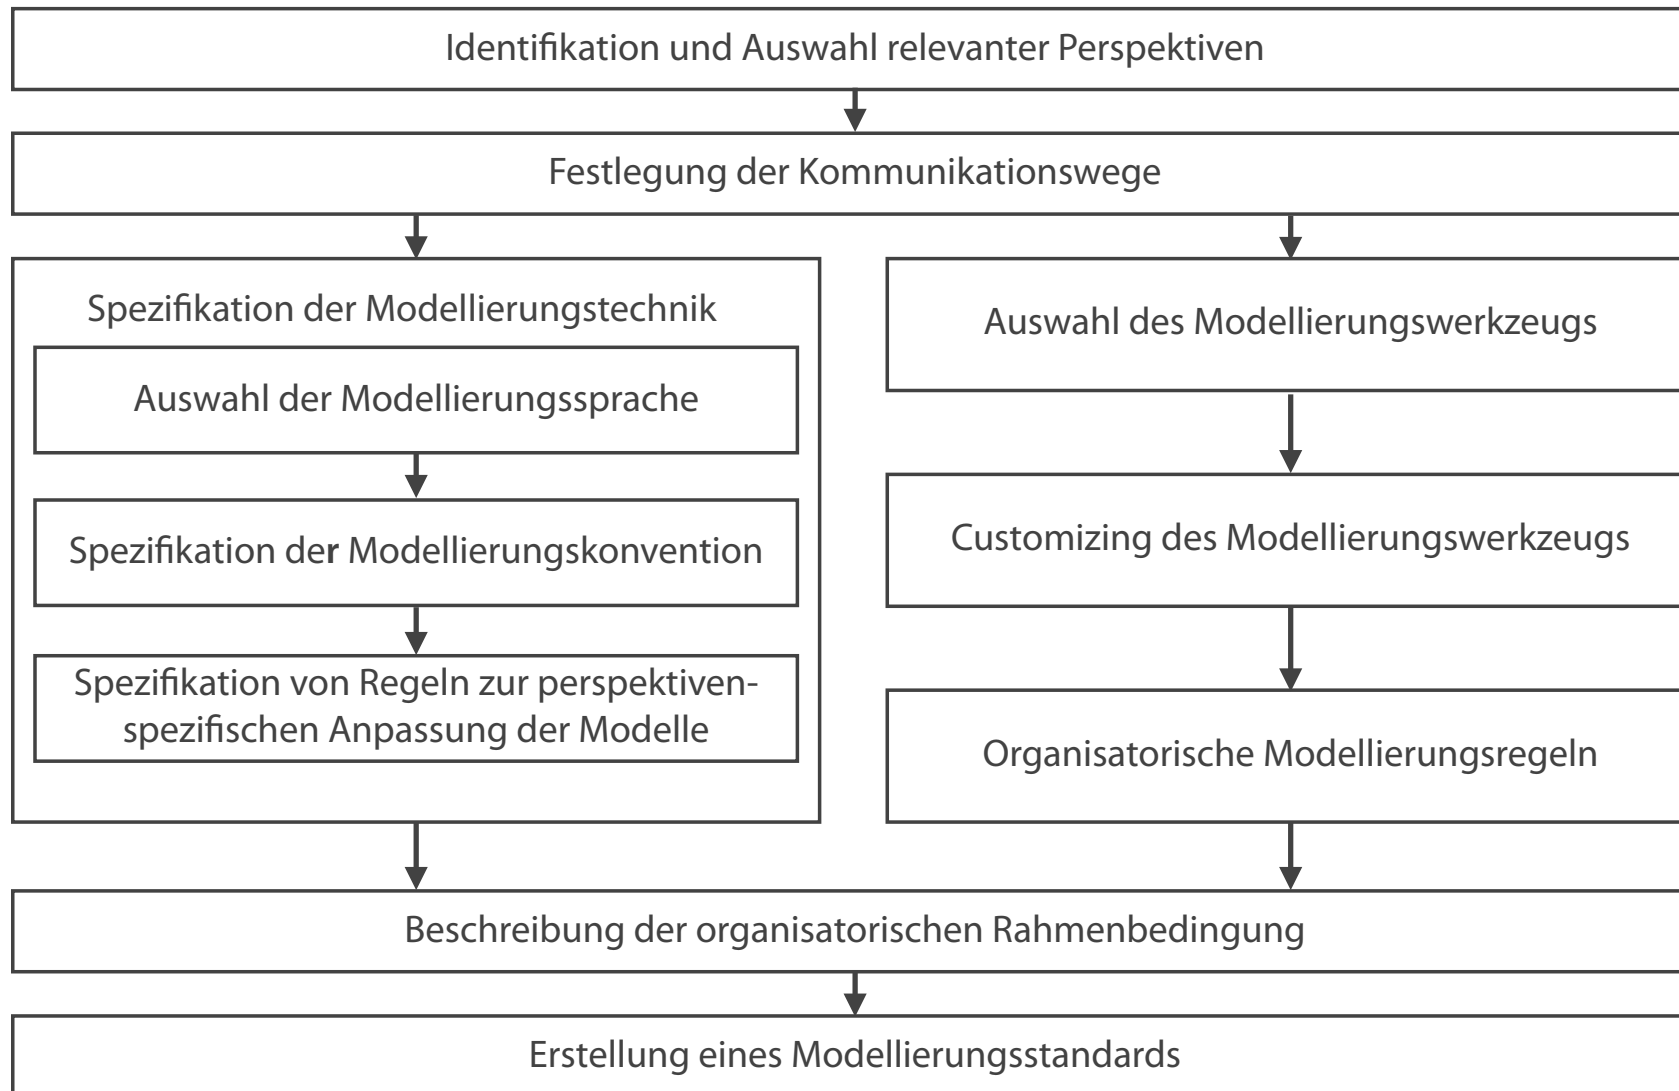 Identifikation und Auswahl relevanter Perspektiven
Festlegung der Kommunikationswege
Spezifikation der Modellierungstechnik
Auswahl der Modellierungssprache
Spezifikation der Modellierungskonvention
Spezifikation von Regeln zur perspektiven-
spezifischen Anpassung der Modelle
Auswahl des Modellierungswerkzeugs
Customizing des Modellierungswerkzeugs
Organisatorische Modellierungsregeln
Beschreibung der organisatorischen Rahmenbedingung
Erstellung eines Modellierungsstandards